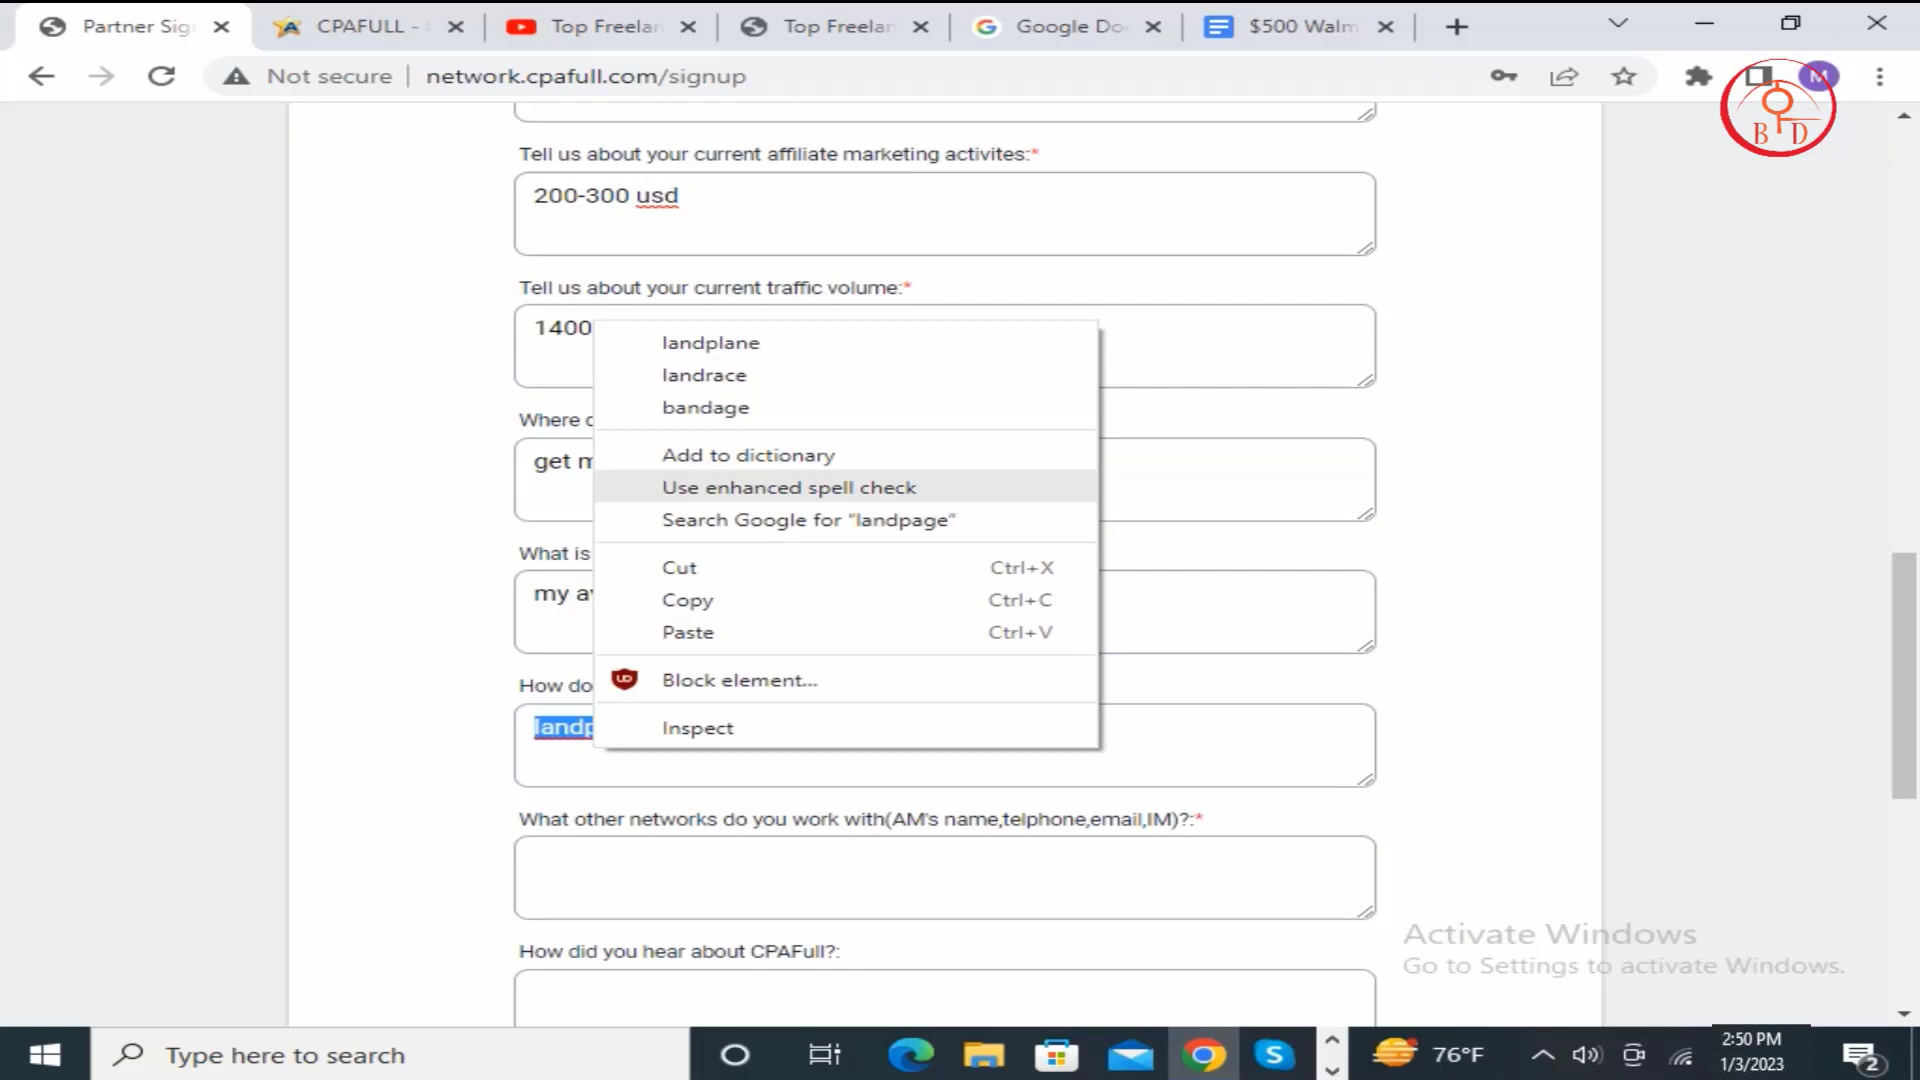 Partner Sig
CPAFULL -
Top Freelan
Top Freelan
Google Do
$500 Walm
Not secure
network.cpafull.com/signup
M
B D
Tell us about your current affiliate marketing activites:*
200-300 usd
Tell us about your current traffic volume:*
1400
Where
get m
What is
my av
How do
landp
landplane
landrace
bandage
Add to dictionary
Use enhanced spell check
Search Google for "landpage"
Cut Ctrl+X
Copy Ctrl+C
Paste Ctrl+V
Block element...
Inspect
What other networks do you work with(AM's name,telphone,email,IM)?:*
How did you hear about CPAFull?:
Activate Windows
Go to Settings to activate Windows.
Type here to search
76°F
2:50 PM
1/3/2023
2